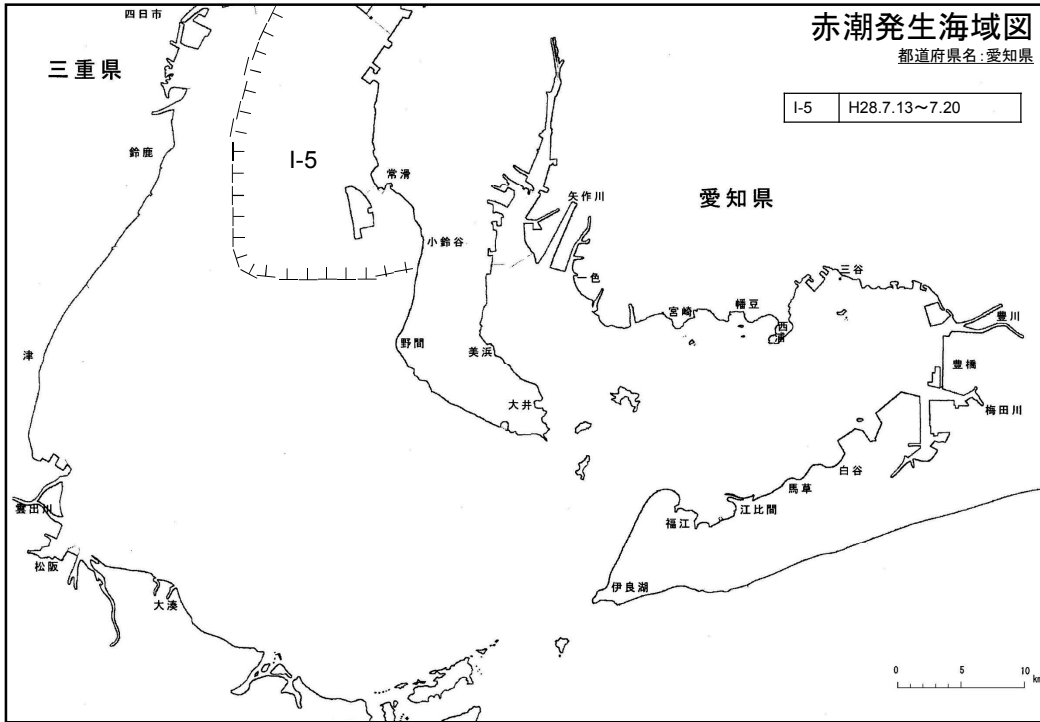 赤潮発生海域図
都道府県名：愛知県
I-5 H28.7.13～7.20
四日市
三重県
鈴鹿
I-5
常滑
矢作川
愛知県
小鈴谷
一色
三谷
宮崎
幡豆
西浦
豊川
津
野間
美浜
豊橋
大井
梅田川
白谷
馬草
雲出川
江比間
福江
松阪
伊良湖
大湊
0 5 10
km